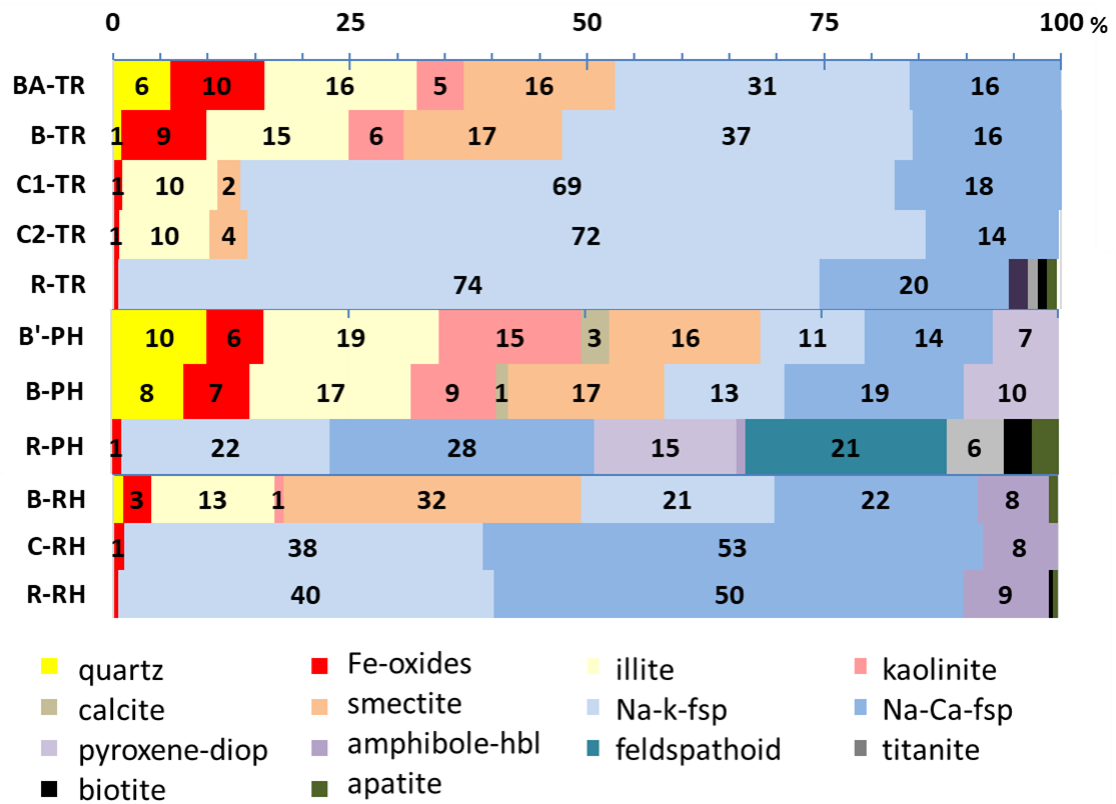 0 25 50 75 100 %
BA-TR 6 10 16 5 16 31 16
B-TR 1 9 15 6 17 37 16
C1-TR 1 10 2 69 18
C2-TR 1 10 4 72 14
R-TR 74 20
B'-PH 10 6 19 15 3 16 11 14 7
B-PH 8 7 17 9 1 17 13 19 10
R-PH 1 22 28 15 21 6
B-RH 3 13 1 32 21 22 8
C-RH 1 38 53 8
R-RH 40 50 9
quartz Fe-oxides illite kaolinite
calcite smectite Na-k-fsp Na-Ca-fsp
pyroxene-diop amphibole-hbl feldspathoid titanite
biotite apatite